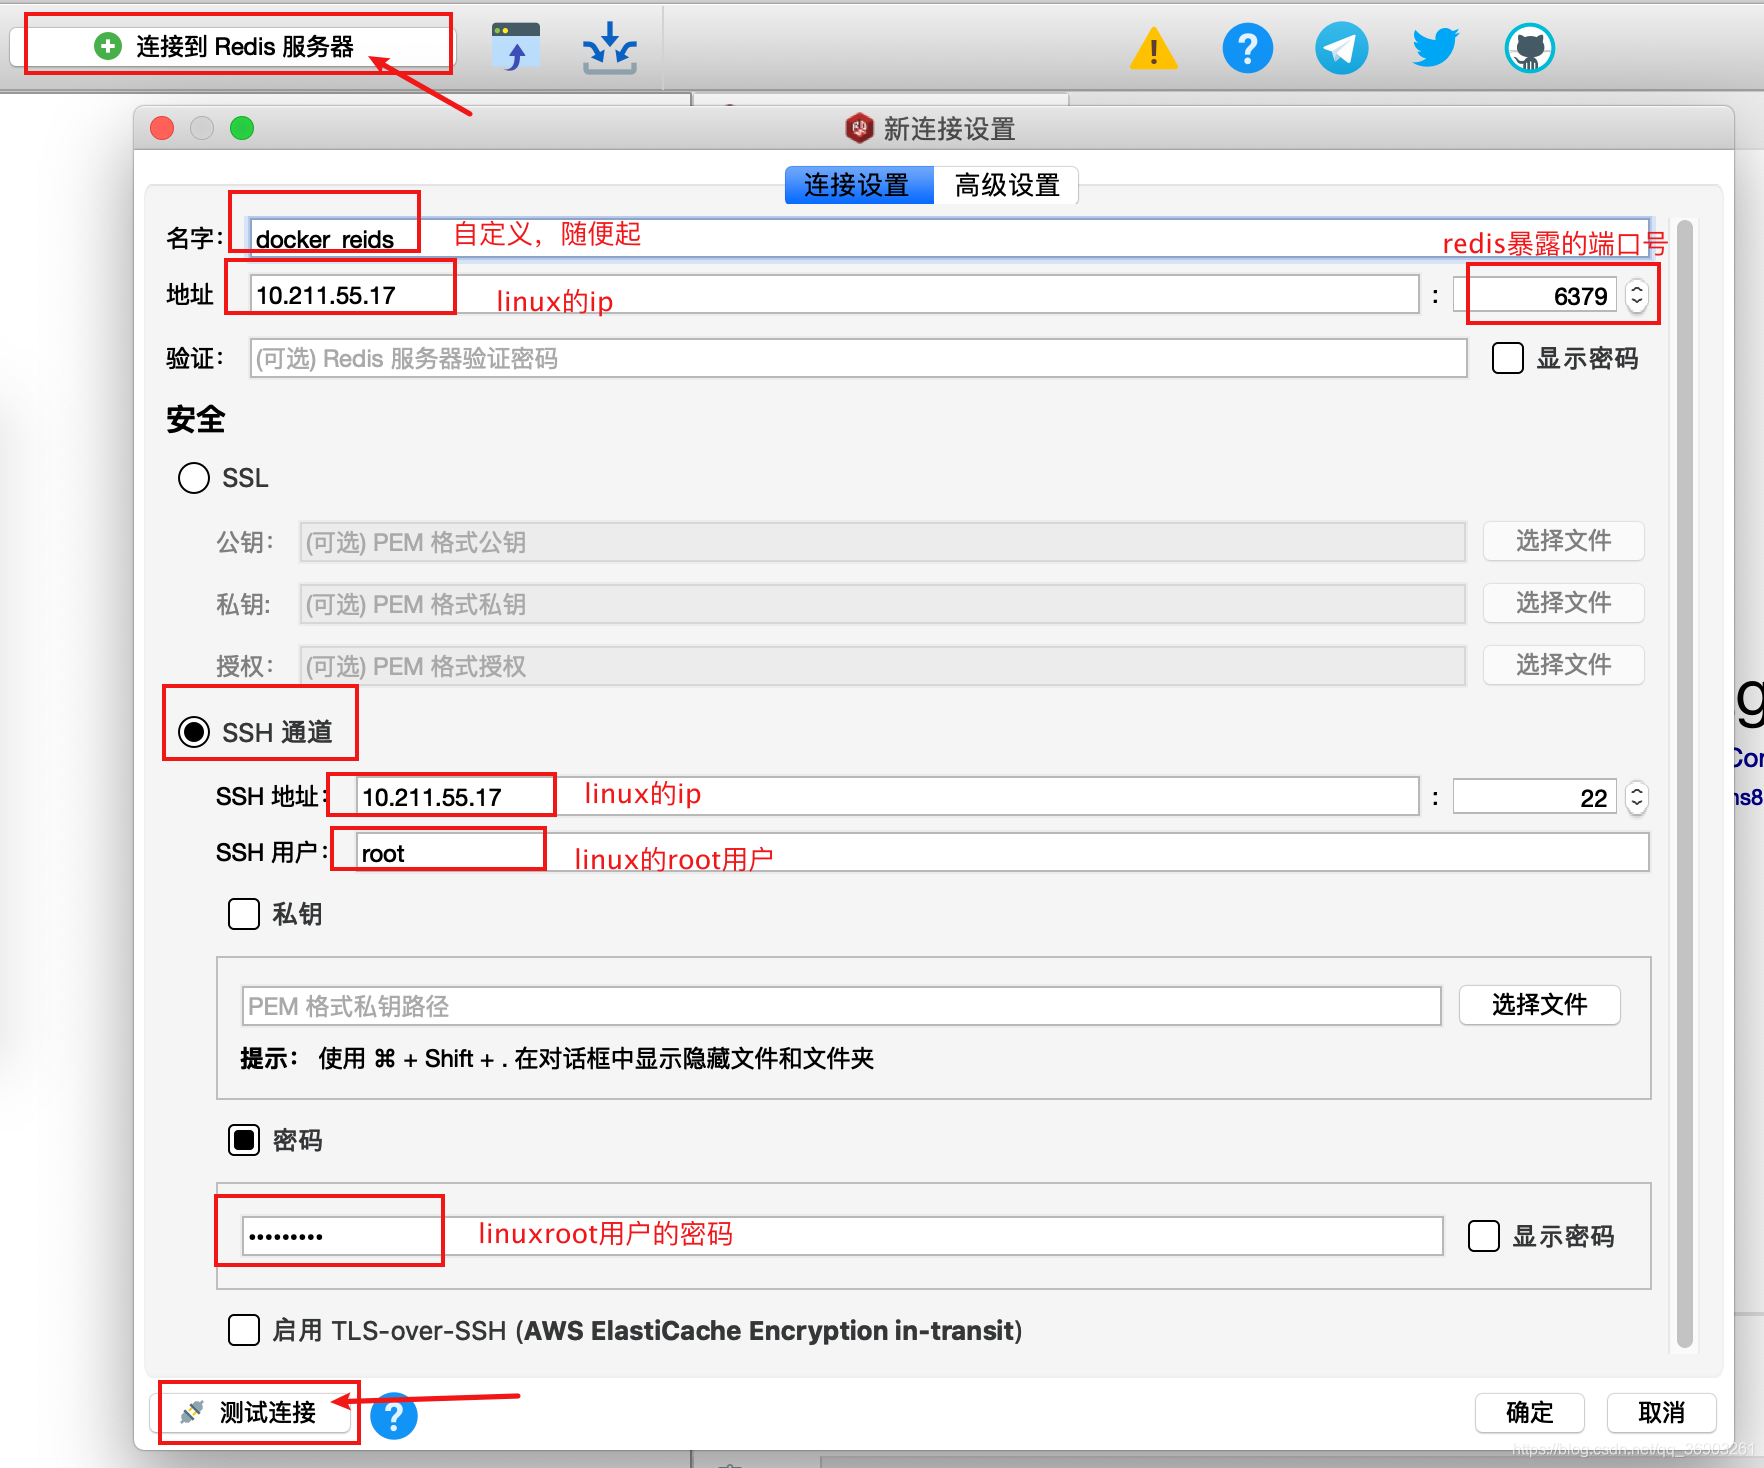 连接到 Redis 服务器
新连接设置
连接设置 高级设置
名字： docker_reids 自定义，随便起 redis暴露的端口号
地址 10.211.55.17 linux的ip : 6379
验证： (可选) Redis 服务器验证密码 显示密码
安全
SSL
公钥： (可选) PEM 格式公钥 选择文件
私钥: (可选) PEM 格式私钥 选择文件
授权： (可选) PEM 格式授权 选择文件
SSH 通道
SSH 地址： 10.211.55.17 linux的ip : 22
SSH 用户： root linux的root用户
私钥
PEM 格式私钥路径 选择文件
提示： 使用 ⌘ + Shift + . 在对话框中显示隐藏文件和文件夹
密码
••••••••• linuxroot用户的密码 显示密码
启用 TLS-over-SSH (AWS ElastiCache Encryption in-transit)
测试连接 确定 取消